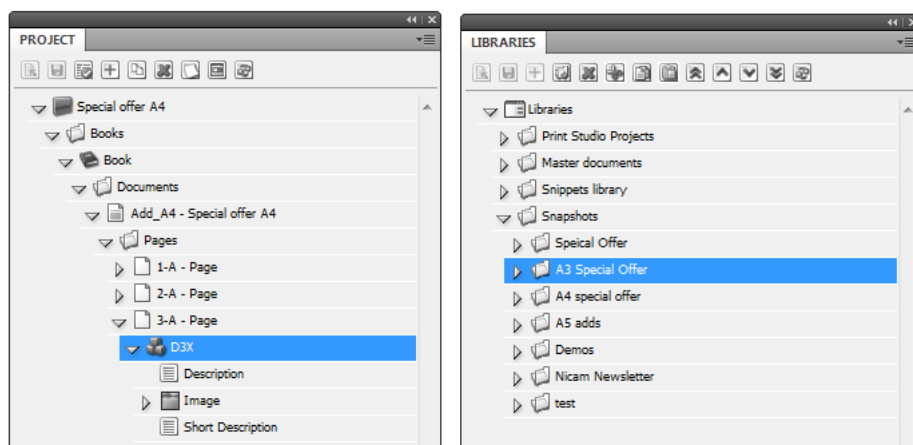 PROJECT
Special offer A4
Books
Book
Documents
Add_A4 - Special offer A4
Pages
1-A - Page
2-A - Page
3-A - Page
D3X
Description
Image
Short Description
LIBRARIES
Libraries
Print Studio Projects
Master documents
Snippets library
Snapshots
Speical Offer
A3 Special Offer
A4 special offer
A5 adds
Demos
Nicam Newsletter
test